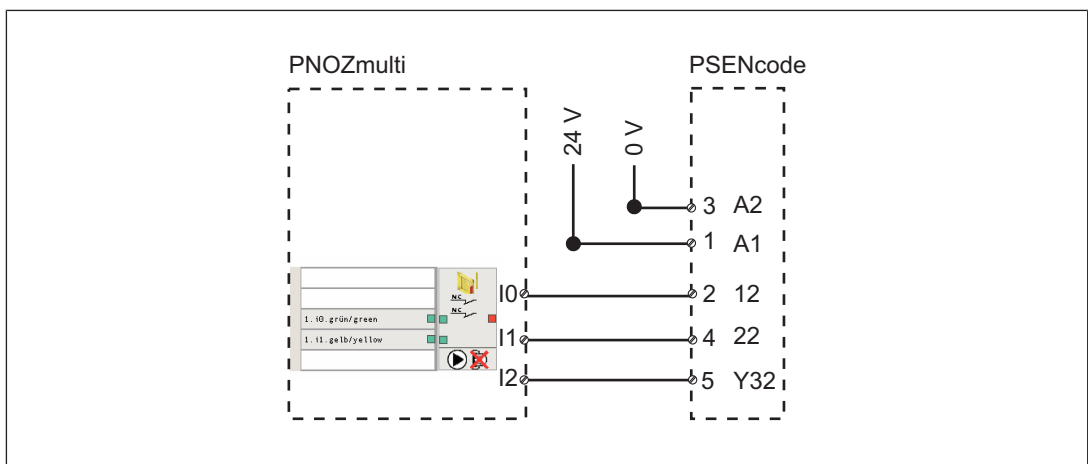 PNOZmulti
PSENcode
24 V
0 V
3 A2
1 A1
I0
2 12
NC
NC
1.i0.grün/green
1.i1.gelb/yellow
I1
4 22
I2
5 Y32